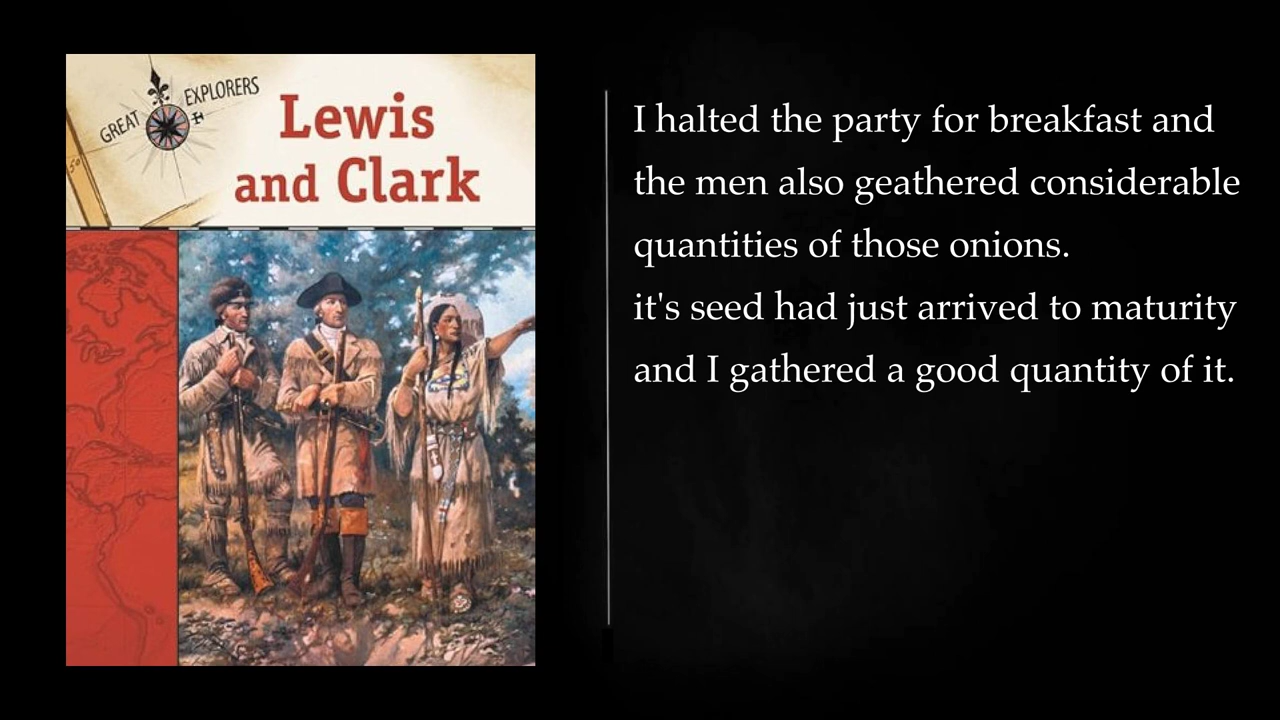 GREAT EXPLORERS
Lewis
and Clark
50
I halted the party for breakfast and
the men also geathered considerable
quantities of those onions.
it's seed had just arrived to maturity
and I gathered a good quantity of it.